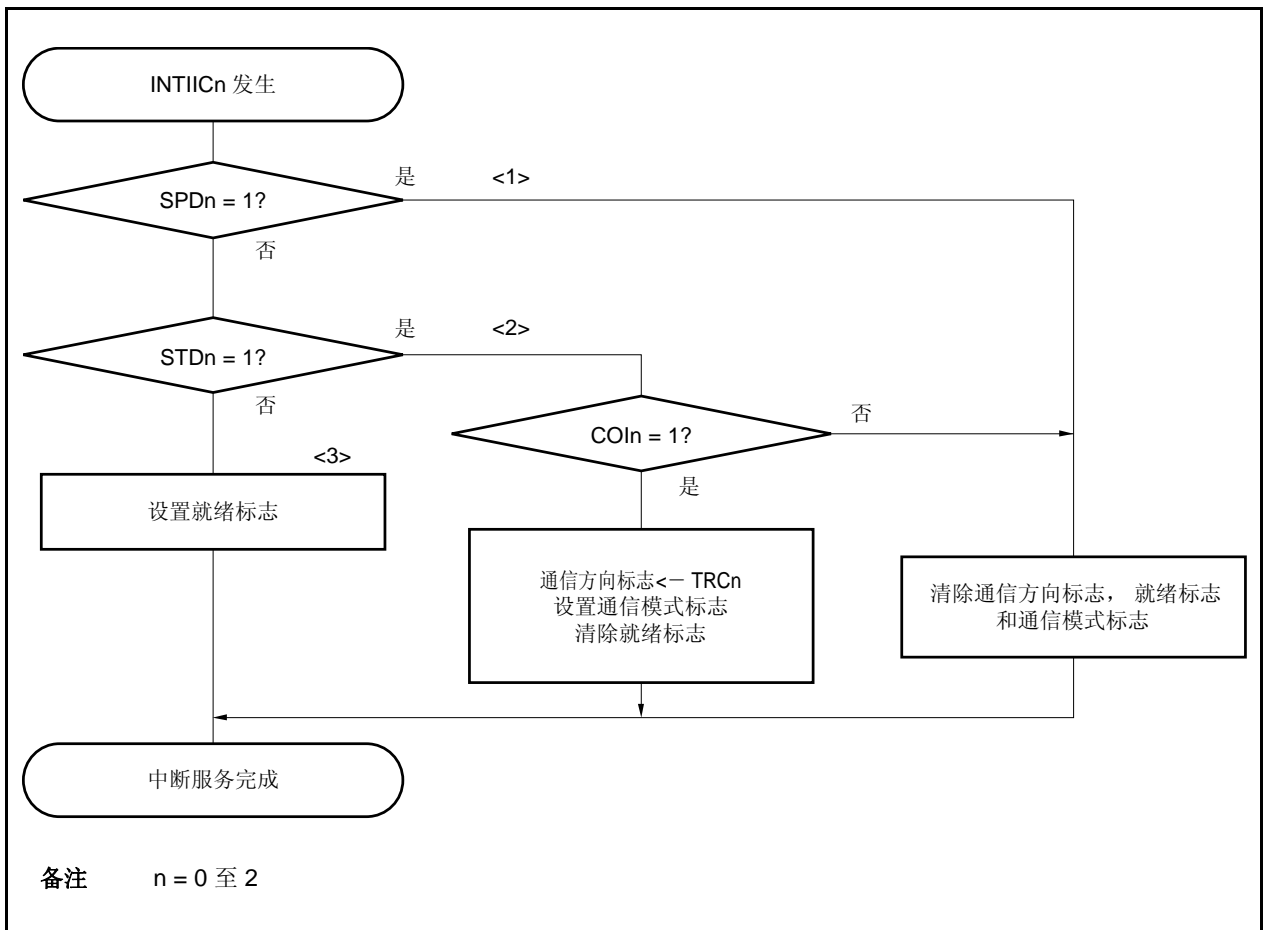 INTIICn 发生
是 <1>
SPDn = 1?
否
是 <2>
STDn = 1?
否
否
COIn = 1?
<3>
是
设置就绪标志
通信方向标志<－ TRCn
设置通信模式标志
清除就绪标志
清除通信方向标志， 就绪标志
和通信模式标志
中断服务完成
备注 n = 0 至 2